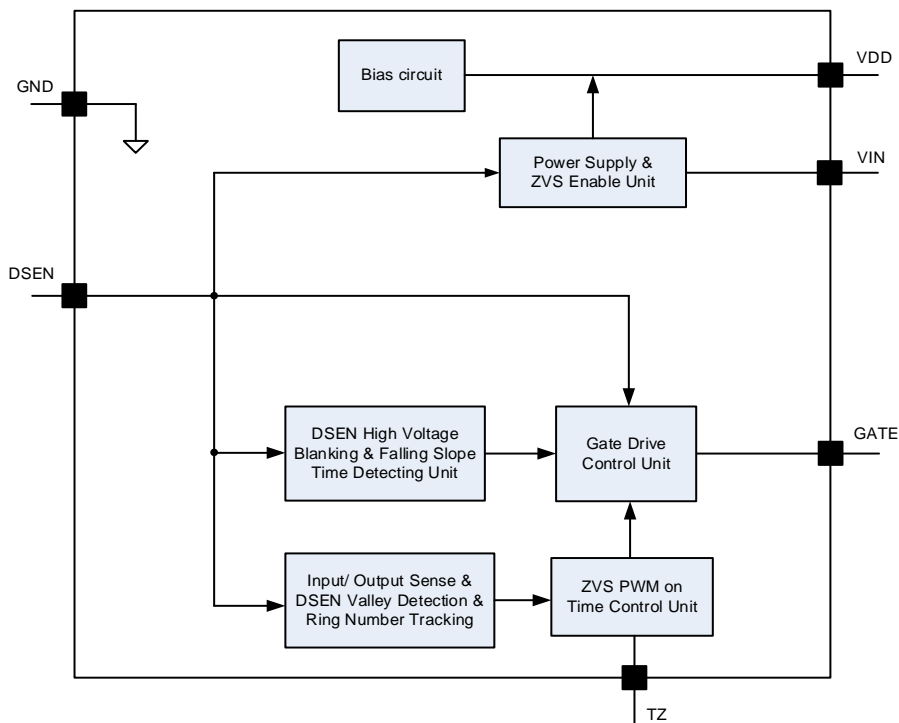 VDD
Bias circuit
GND
Power Supply &
ZVS Enable Unit
VIN
DSEN
DSEN High Voltage
Blanking & Falling Slope
Time Detecting Unit
Gate Drive
Control Unit
GATE
Input/ Output Sense &
DSEN Valley Detection &
Ring Number Tracking
ZVS PWM on
Time Control Unit
TZ